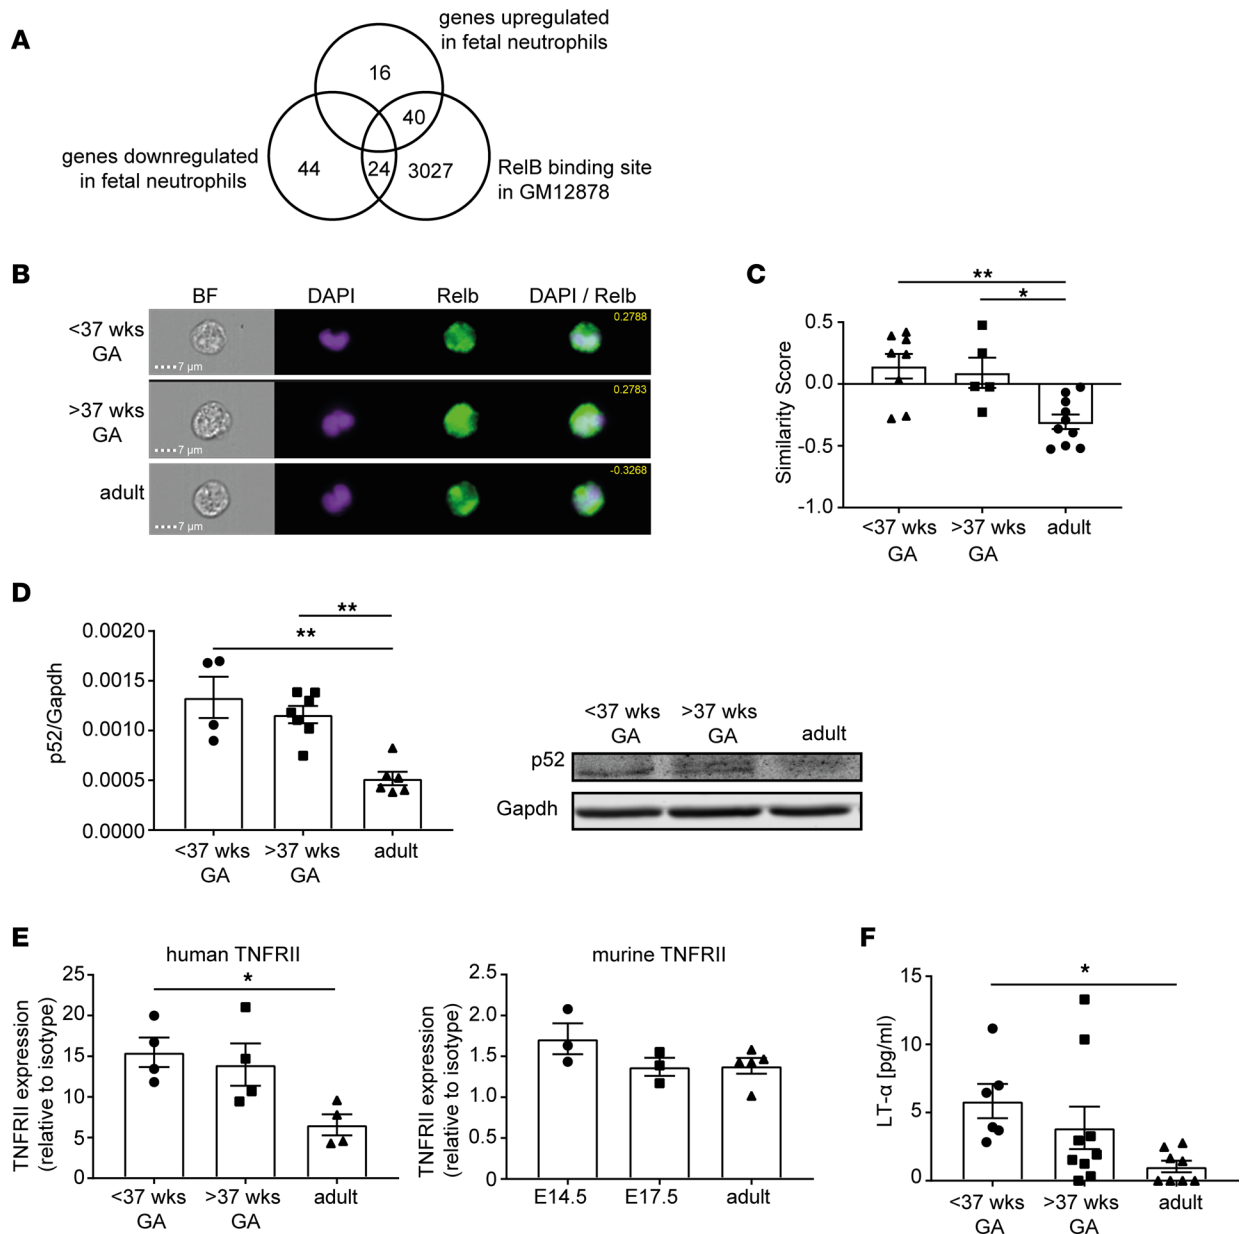 A
genes upregulated
in fetal neutrophils
16
40
genes downregulated
in fetal neutrophils
44
24
3027
RelB binding site
in GM12878
B
BF DAPI Relb DAPI / Relb
<37 wks
GA
7 µm
0.2788
>37 wks
GA
7 µm
0.2783
adult
7 µm
-0.3268
C
**
*
Similarity Score
0.5
0.0
-0.5
-1.0
<37 wks
GA
>37 wks
GA
adult
D
**
**
p52/Gapdh
0.0020
0.0015
0.0010
0.0005
0.0000
<37 wks
GA
>37 wks
GA
adult
<37 wks
GA
>37 wks
GA
adult
p52
Gapdh
E
human TNFRII
*
TNFRII expression
(relative to isotype)
25
20
15
10
5
0
<37 wks
GA
>37 wks
GA
adult
murine TNFRII
TNFRII expression
(relative to isotype)
2.5
2.0
1.5
1.0
0.5
0
E14.5 E17.5 adult
F
*
LT-α [pg/ml]
15
10
5
0
<37 wks
GA
>37 wks
GA
adult